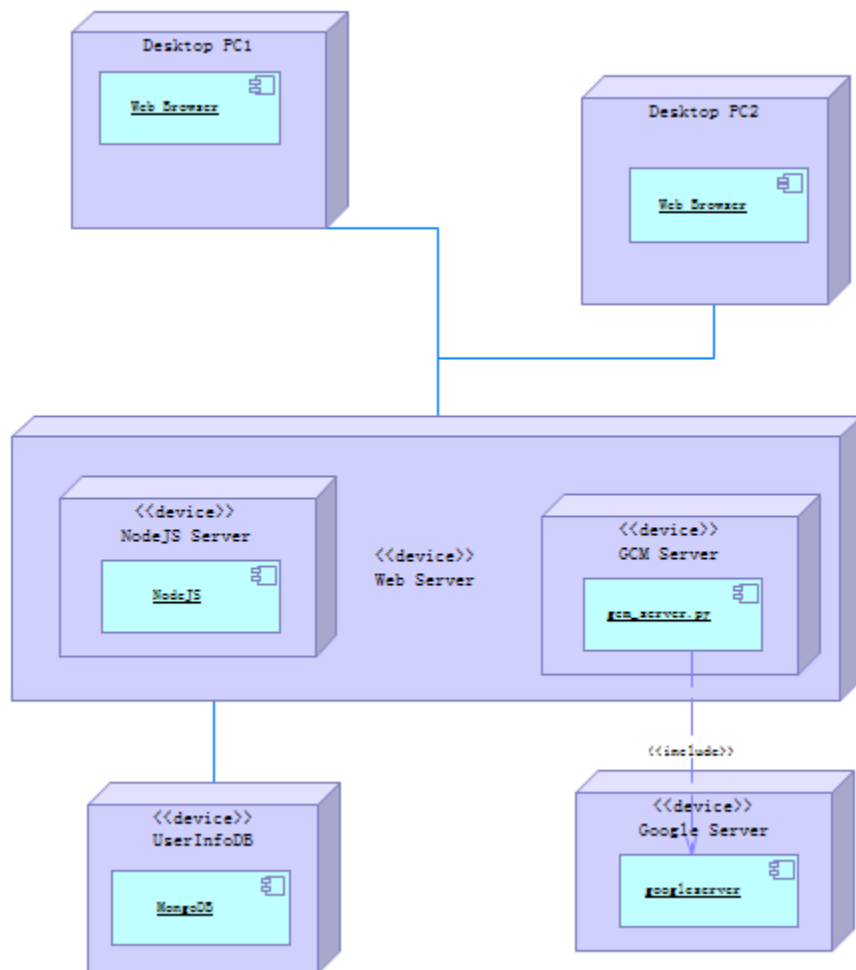 Desktop PC1
Web Browser
Desktop PC2
Web Browser
<<device>>
NodeJS Server
NodeJS
<<device>>
Web Server
<<device>>
GCM Server
gcm_server.py
<<include>>
<<device>>
UserInfoDB
MongoDB
<<device>>
Google Server
googleserver